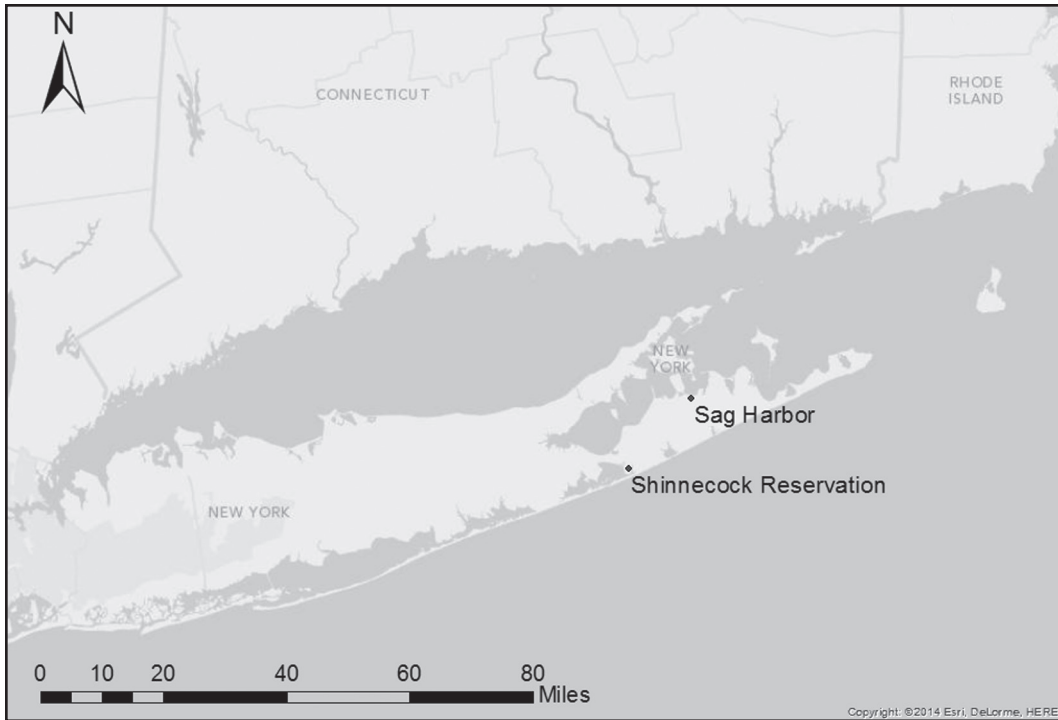 N
CONNECTICUT
RHODE
ISLAND
NEW
YORK
Sag Harbor
Shinnecock Reservation
NEW YORK
0 10 20 40 60 80
Miles
Copyright: ©2014 Esri, DeLorme, HERE